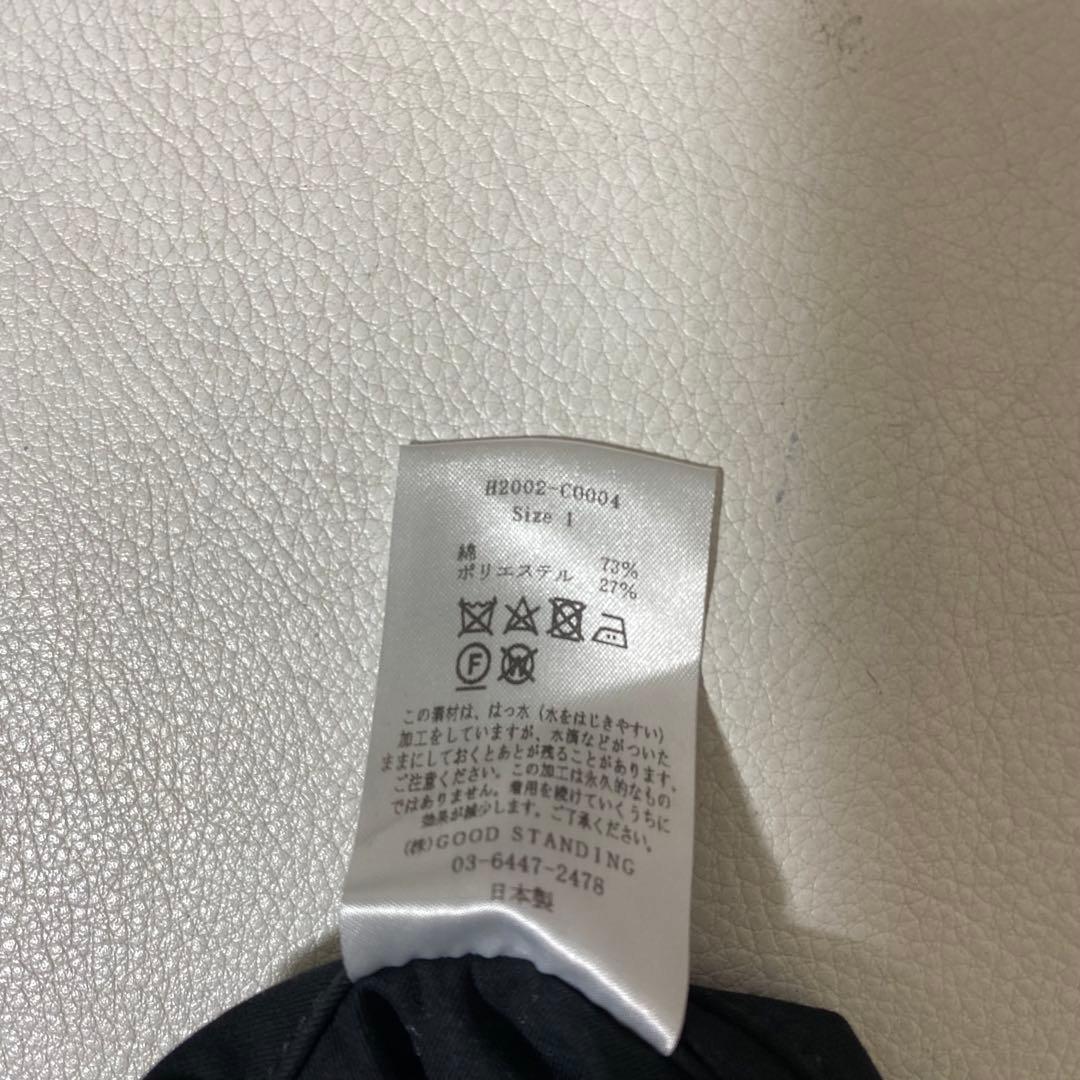 H2002-C0004
Size 1
綿 73%
ポリエステル 27%
F W
この素材は、はっ水(水をはじきやすい)
加工をしていますが、水滴などがついた
ままにしておくとあとが残ることがあります。
ご注意ください。この加工は永久的なもの
ではありません。着用を続けていくうちに
効果が減少します。ご了承ください。
(株)GOOD STANDING
03-6447-2478
日本製